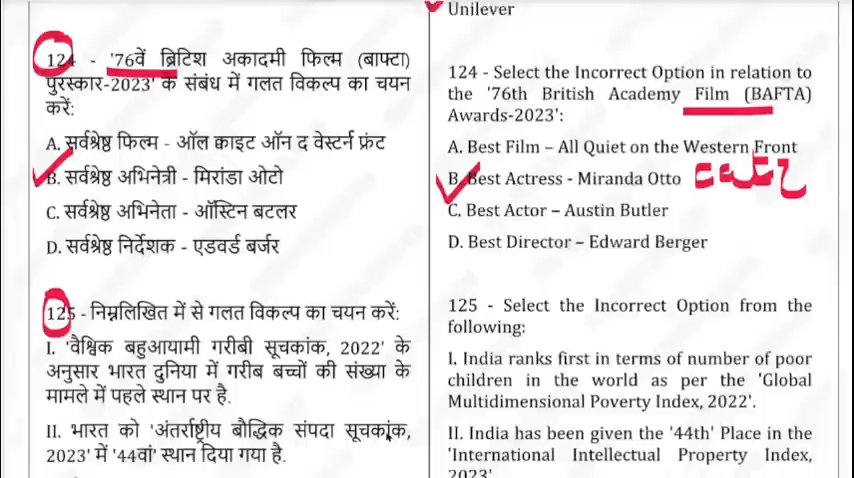 124 - '76वें ब्रिटिश अकादमी फिल्म (बाफ्टा)
पुरस्कार-2023' के संबंध में गलत विकल्प का चयन
करें:
A. सर्वश्रेष्ठ फिल्म - ऑल क्वाइट ऑन द वेस्टर्न फ्रंट
B. सर्वश्रेष्ठ अभिनेत्री - मिरांडा ओटो
C. सर्वश्रेष्ठ अभिनेता - ऑस्टिन बटलर
D. सर्वश्रेष्ठ निर्देशक - एडवर्ड बर्जर
125 - निम्नलिखित में से गलत विकल्प का चयन करें:
I. 'वैश्विक बहुआयामी गरीबी सूचकांक, 2022' के
अनुसार भारत दुनिया में गरीब बच्चों की संख्या के
मामले में पहले स्थान पर है.
II. भारत को 'अंतर्राष्ट्रीय बौद्धिक संपदा सूचकांक,
2023' में '44वां' स्थान दिया गया है.
Unilever
124 - Select the Incorrect Option in relation to
the '76th British Academy Film (BAFTA)
Awards-2023':
A. Best Film – All Quiet on the Western Front
B. Best Actress - Miranda Otto
C. Best Actor – Austin Butler
D. Best Director – Edward Berger
125 - Select the Incorrect Option from the
following:
I. India ranks first in terms of number of poor
children in the world as per the 'Global
Multidimensional Poverty Index, 2022'.
II. India has been given the '44th' Place in the
'International Intellectual Property Index,
2023'